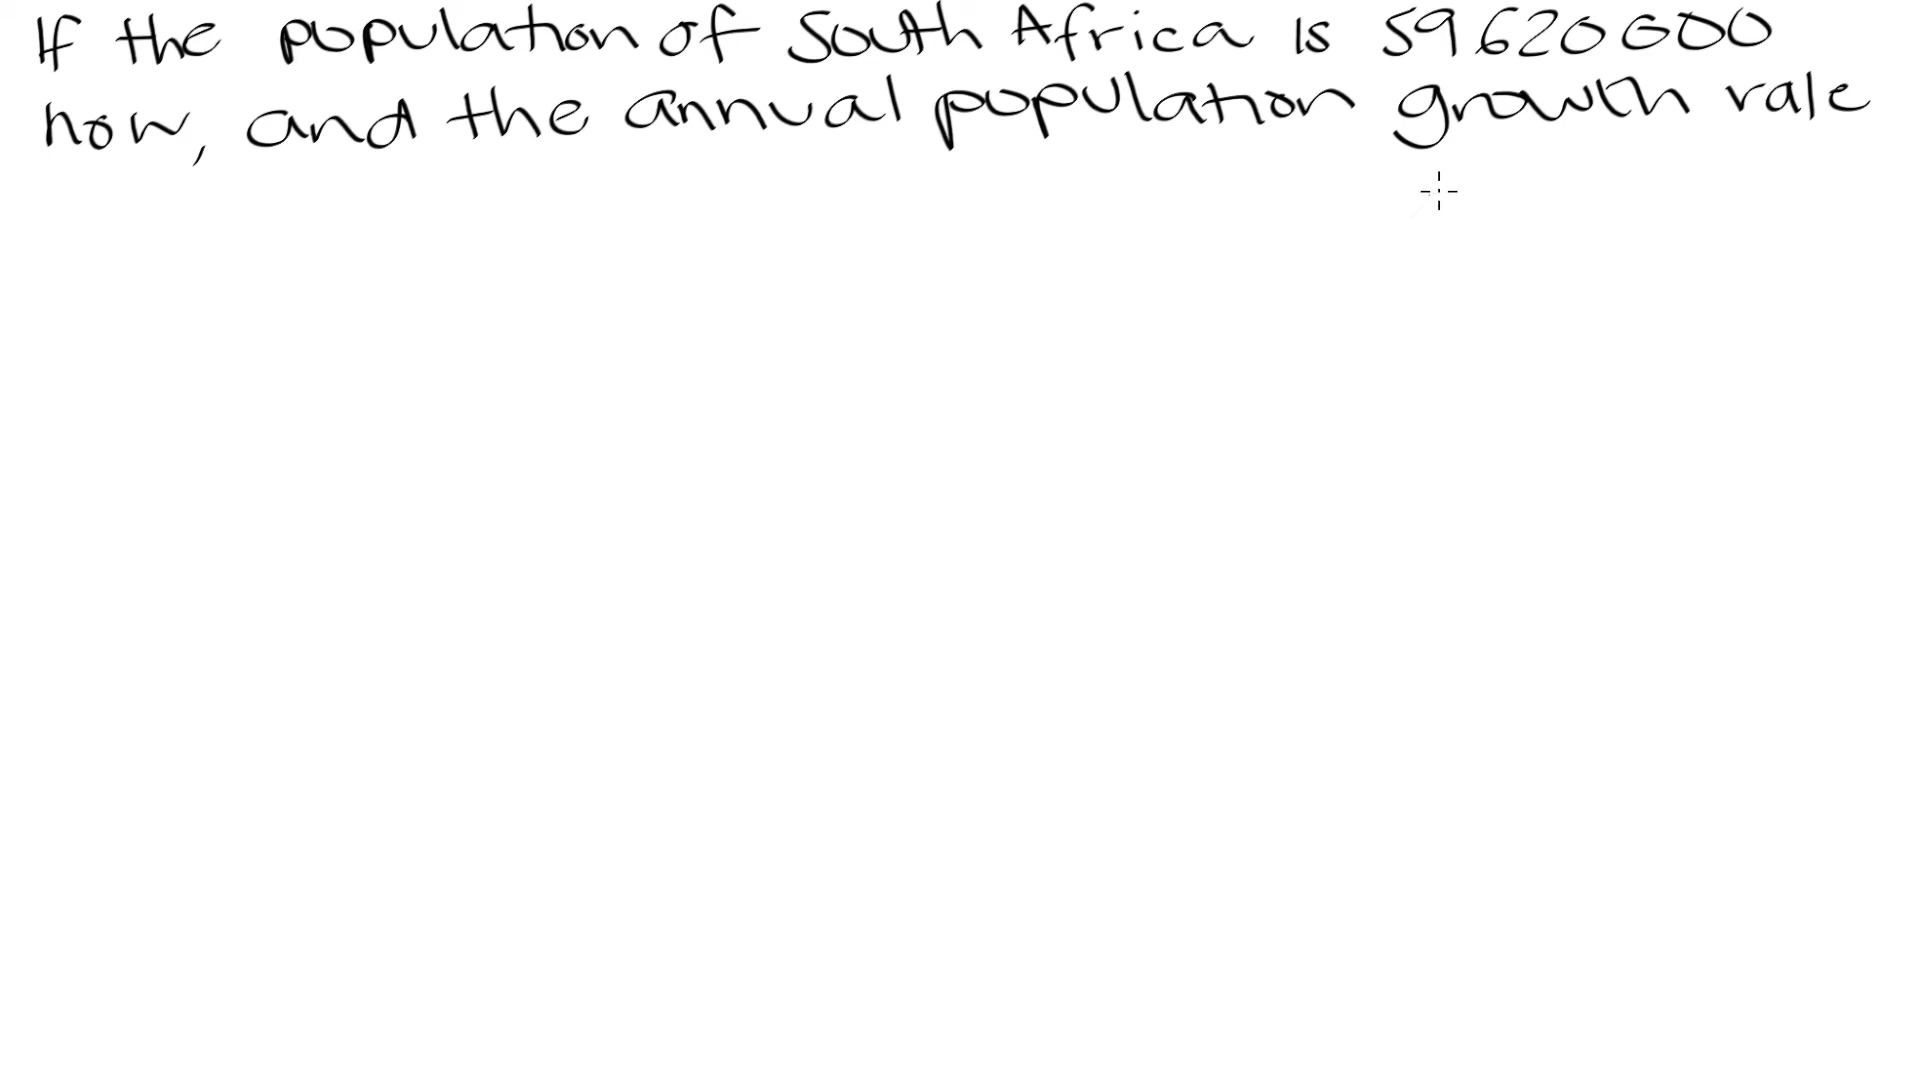 If the population of South Africa is 59620000
now, and the annual population growth rate